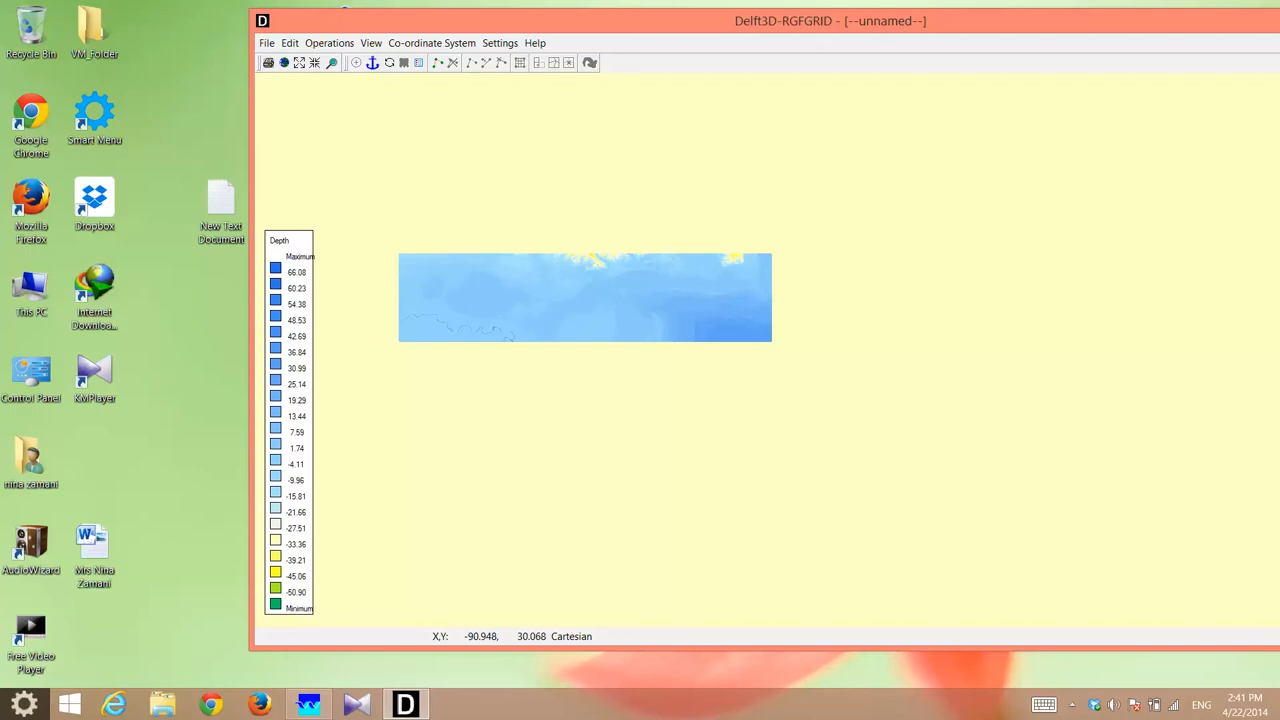 Delft3D-RGFGRID - [--unnamed--]
File Edit Operations View Co-ordinate System Settings Help
Recycle Bin
VM_Folder
Google Chrome
Smart Menu
Mozilla Firefox
Dropbox
New Text Document
This PC
Internet Downloa...
Control Panel
KMPlayer
nina zamani
AudioWizard
Mrs Nina Zamani
Free Video Player
Depth
Maximum
66.08
60.23
54.38
48.53
42.69
36.84
30.99
25.14
19.29
13.44
7.59
1.74
-4.11
-9.96
-15.81
-21.66
-27.51
-33.36
-39.21
-45.06
-50.90
Minimum
X,Y: -90.948, 30.068 Cartesian
ENG
2:41 PM
4/22/2014